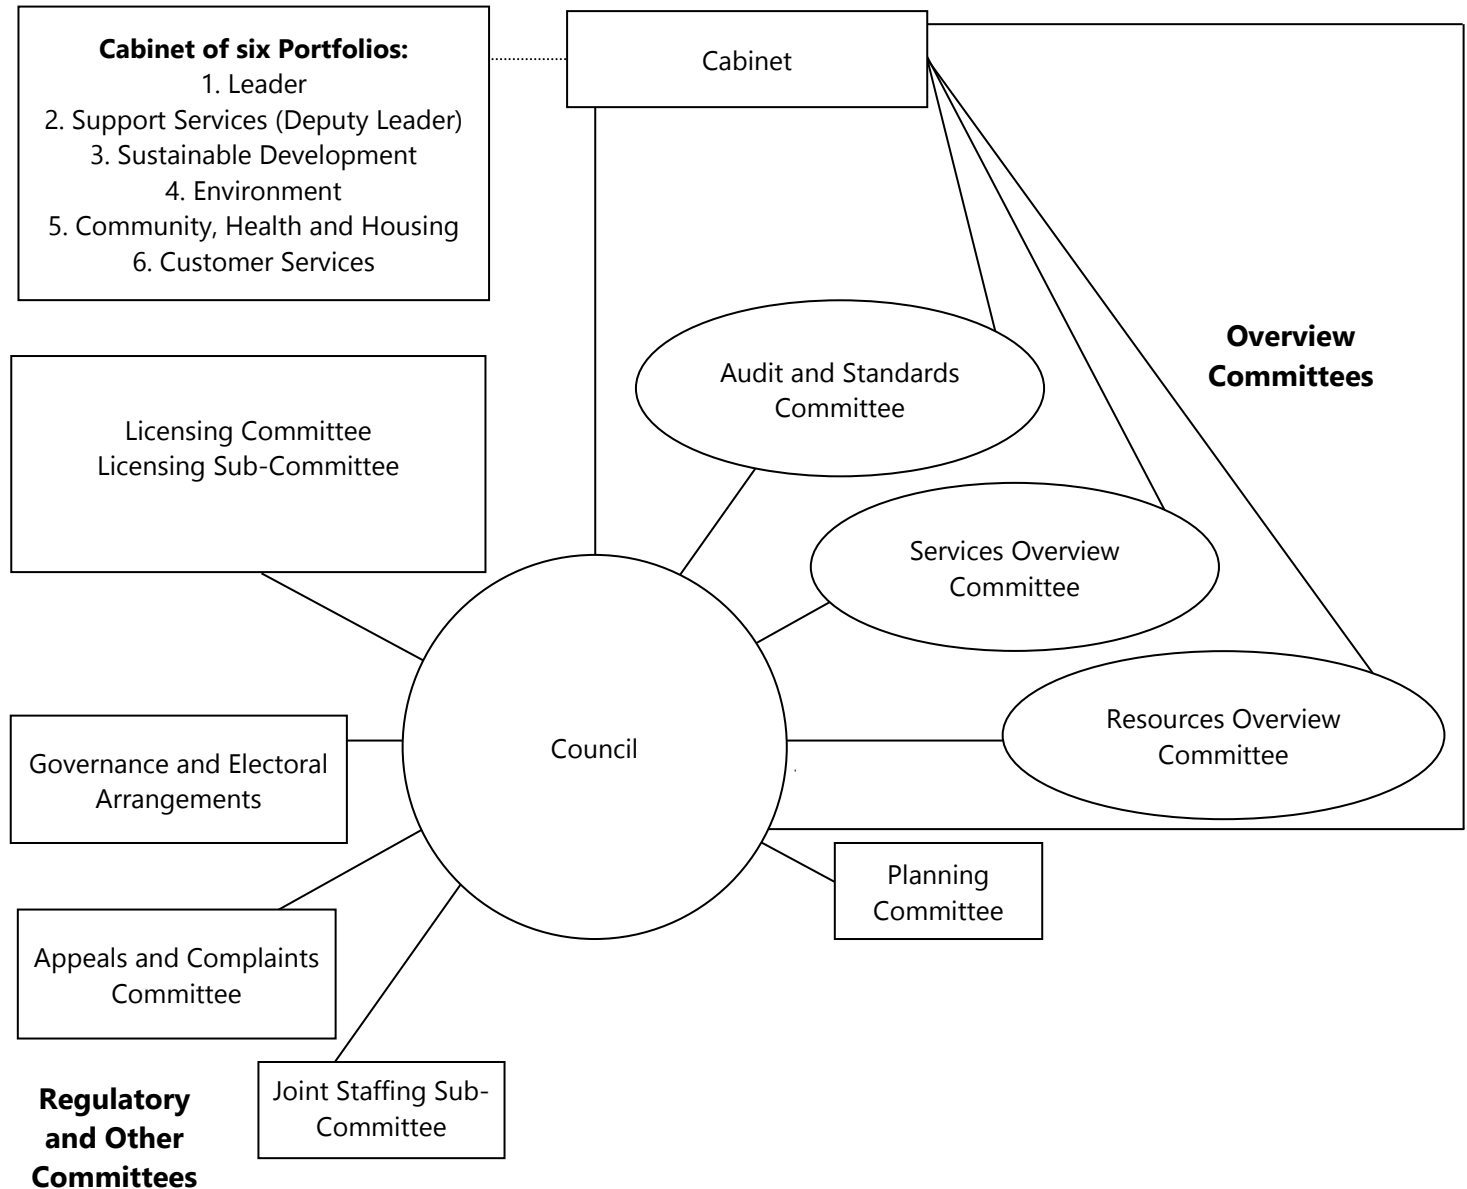 Cabinet of six Portfolios:
1. Leader
2. Support Services (Deputy Leader)
3. Sustainable Development
4. Environment
5. Community, Health and Housing
6. Customer Services
Cabinet
Overview
Committees
Audit and Standards
Committee
Licensing Committee
Licensing Sub-Committee
Services Overview
Committee
Resources Overview
Committee
Council
Governance and Electoral
Arrangements
Planning
Committee
Appeals and Complaints
Committee
Joint Staffing Sub-
Committee
Regulatory
and Other
Committees